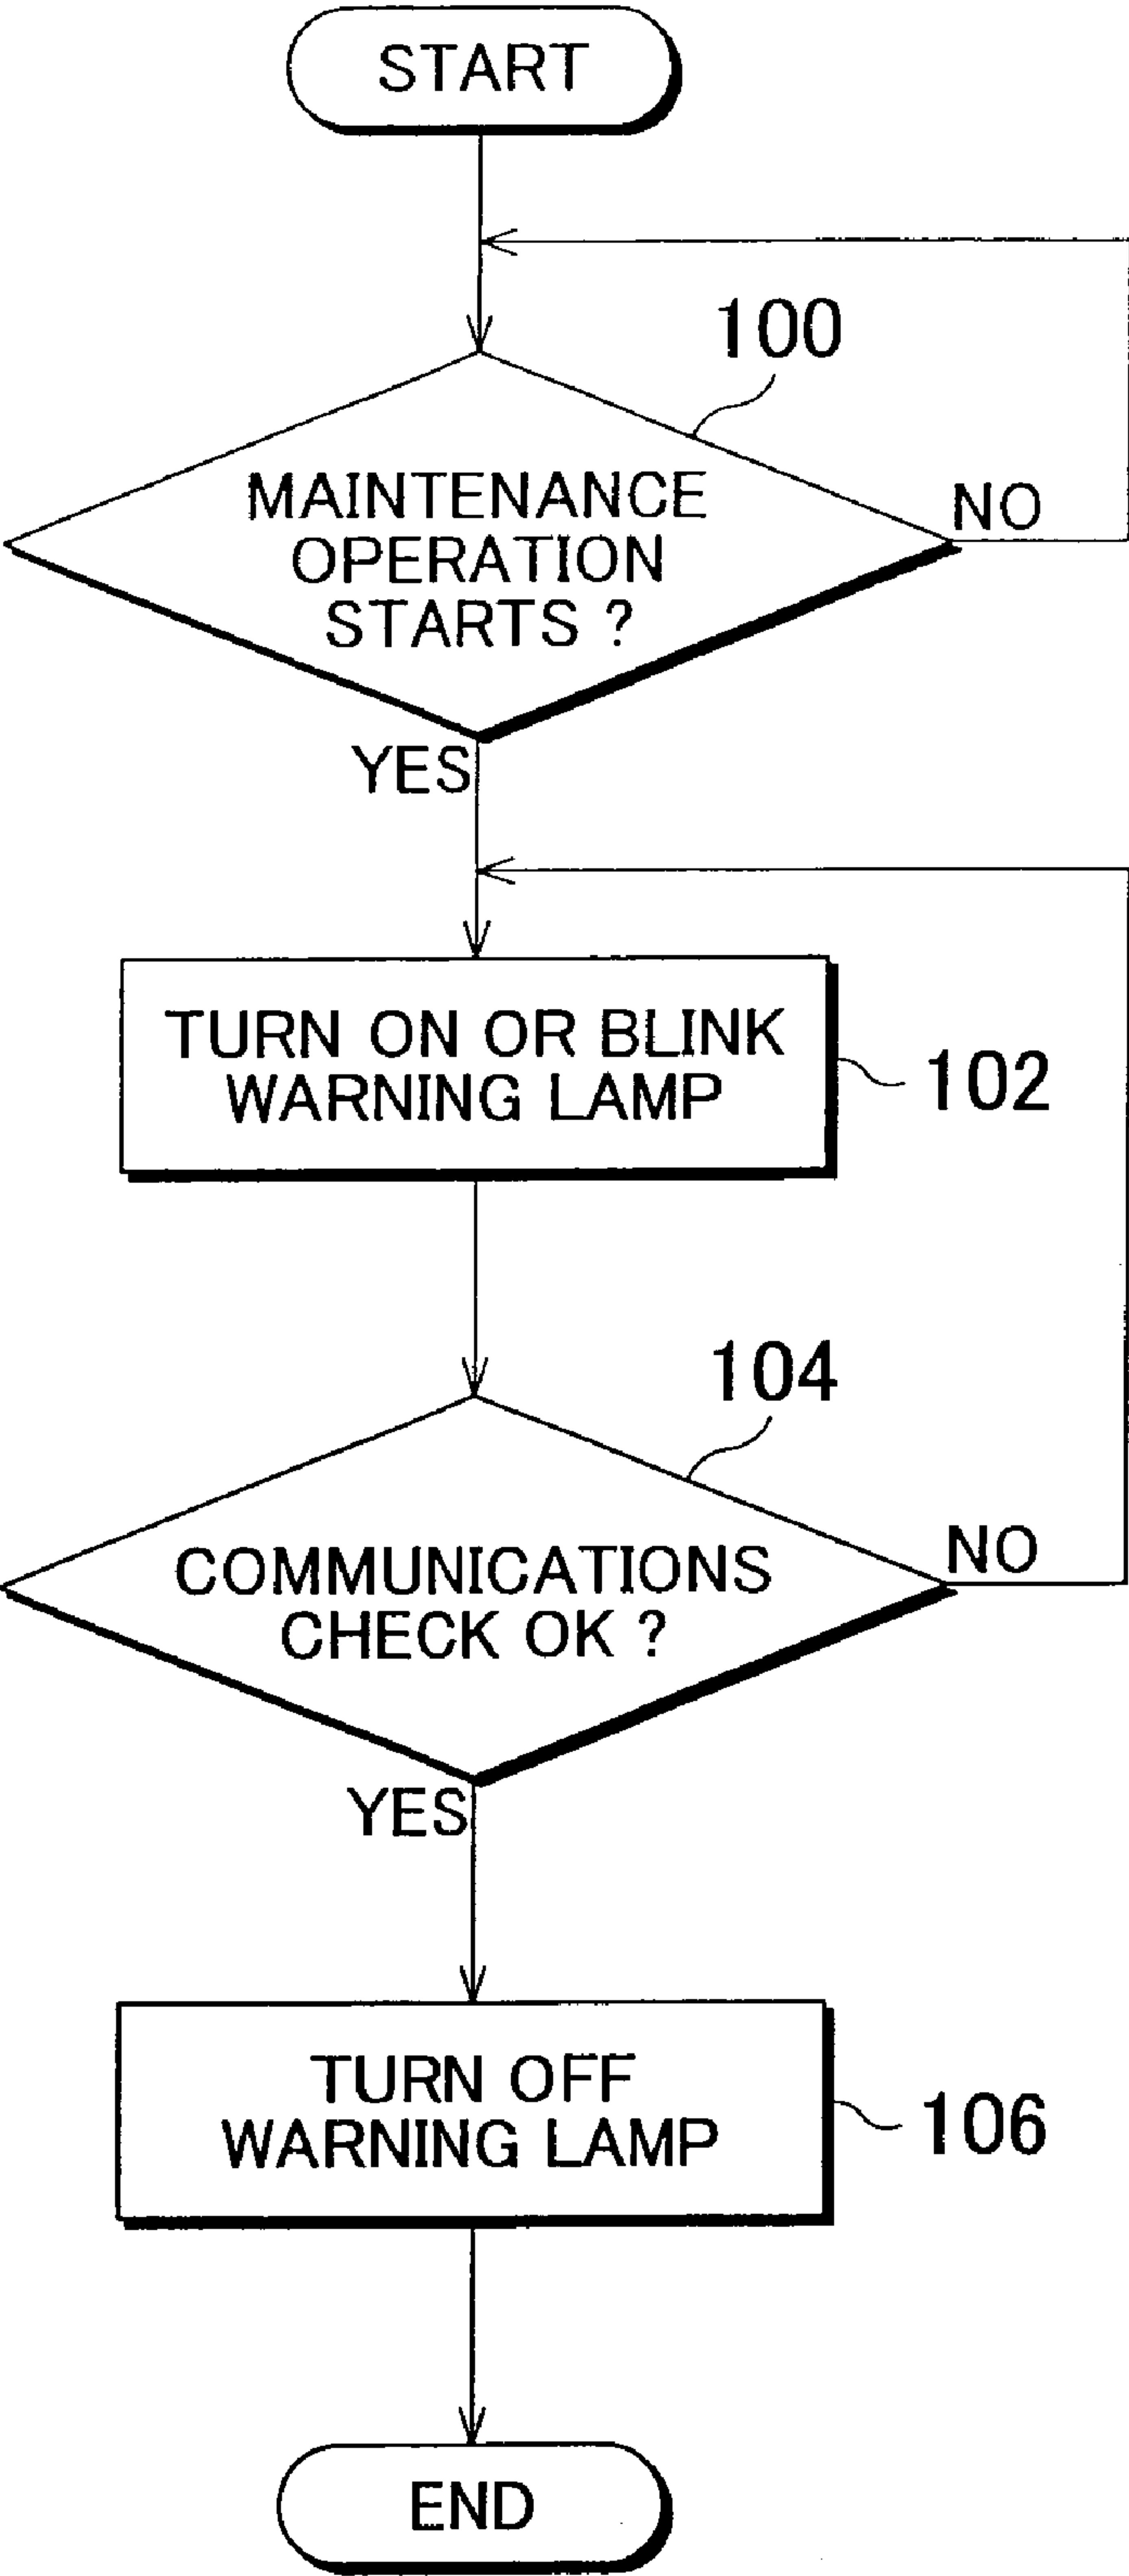 START
100
MAINTENANCE
OPERATION
STARTS ?
NO
YES
TURN ON OR BLINK
WARNING LAMP
102
104
COMMUNICATIONS
CHECK OK ?
NO
YES
TURN OFF
WARNING LAMP
106
END